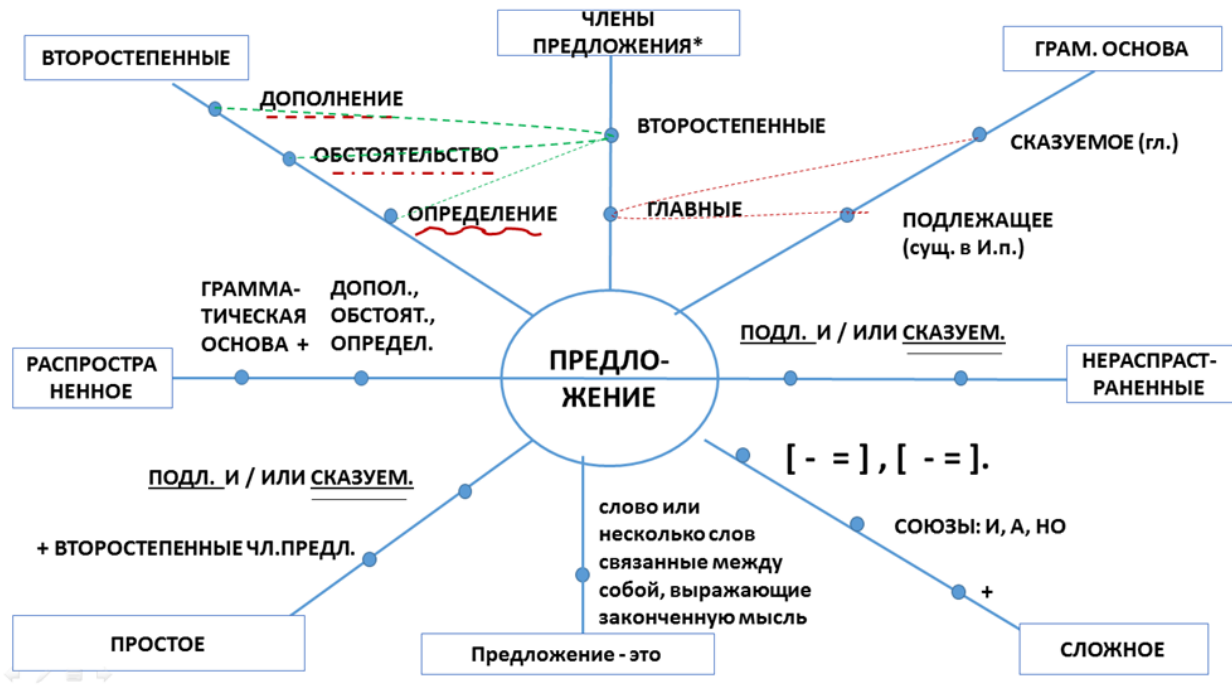 ЧЛЕНЫ
ПРЕДЛОЖЕНИЯ*
ВТОРОСТЕПЕННЫЕ
ГРАМ. ОСНОВА
ДОПОЛНЕНИЕ
ВТОРОСТЕПЕННЫЕ
СКАЗУЕМОЕ (гл.)
ОБСТОЯТЕЛЬСТВО
ОПРЕДЕЛЕНИЕ
ГЛАВНЫЕ
ПОДЛЕЖАЩЕЕ
(сущ. в И.п.)
ГРАММА-
ТИЧЕСКАЯ
ОСНОВА +
ДОПОЛ.,
ОБСТОЯТ.,
ОПРЕДЕЛ.
ПОДЛ. И / ИЛИ СКАЗУЕМ.
РАСПРОСТРА
НЕННОЕ
ПРЕДЛО-
ЖЕНИЕ
НЕРАСПРАСТ-
РАНЕННЫЕ
ПОДЛ. И / ИЛИ СКАЗУЕМ.
+ ВТОРОСТЕПЕННЫЕ ЧЛ.ПРЕДЛ.
ПРОСТОЕ
слово или
несколько слов
связанные между
собой, выражающие
законченную мысль
Предложение - это
[ - = ] , [ - = ].
СОЮЗЫ: И, А, НО
+
СЛОЖНОЕ